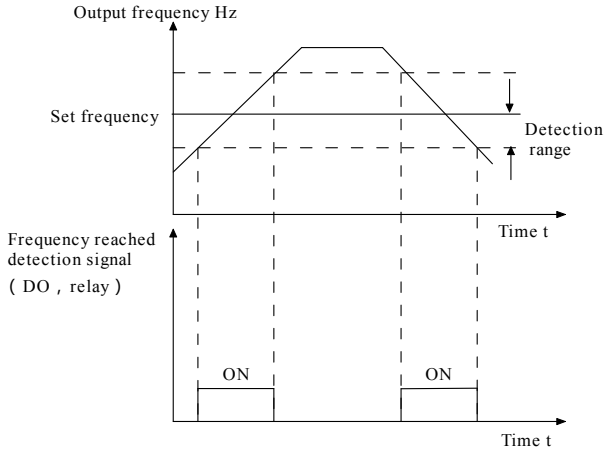 Output frequency Hz
Set frequency
Detection
range
Time t
Frequency reached
detection signal
( DO , relay )
ON
ON
Time t